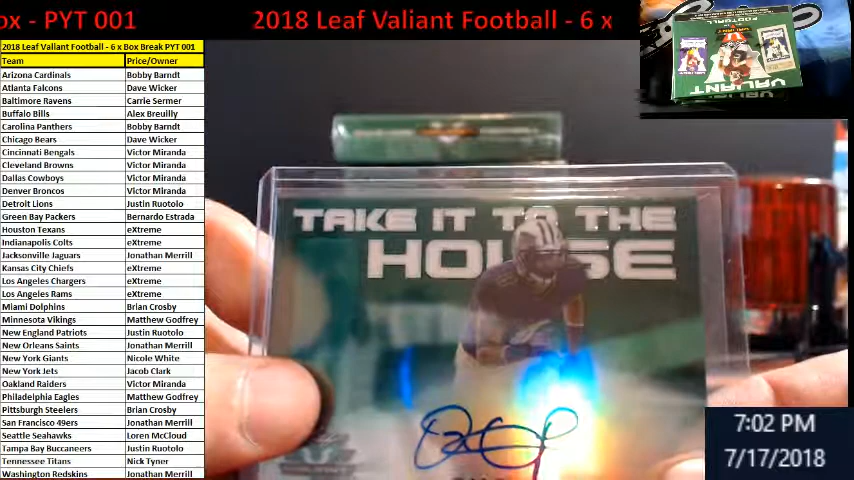 ox - PYT 001
2018 Leaf Valiant Football - 6 x
2018 Leaf Valiant Football - 6 x Box Break PYT 001
Team Price/Owner
Arizona Cardinals Bobby Barndt
Atlanta Falcons Dave Wicker
Baltimore Ravens Carrie Sermer
Buffalo Bills Alex Breuilly
Carolina Panthers Bobby Barndt
Chicago Bears Dave Wicker
Cincinnati Bengals Victor Miranda
Cleveland Browns Victor Miranda
Dallas Cowboys Victor Miranda
Denver Broncos Victor Miranda
Detroit Lions Justin Ruotolo
Green Bay Packers Bernardo Estrada
Houston Texans eXtreme
Indianapolis Colts eXtreme
Jacksonville Jaguars Jonathan Merrill
Kansas City Chiefs eXtreme
Los Angeles Chargers eXtreme
Los Angeles Rams eXtreme
Miami Dolphins Brian Crosby
Minnesota Vikings Matthew Godfrey
New England Patriots Justin Ruotolo
New Orleans Saints Jonathan Merrill
New York Giants Nicole White
New York Jets Jacob Clark
Oakland Raiders Victor Miranda
Philadelphia Eagles Matthew Godfrey
Pittsburgh Steelers Brian Crosby
San Francisco 49ers Jonathan Merrill
Seattle Seahawks Loren McCloud
Tampa Bay Buccaneers Justin Ruotolo
Tennessee Titans Nick Tyner
Washington Redskins Jonathan Merrill
VALIANT
TAKE IT TO THE
HOUSE
VALIANT
7:02 PM
7/17/2018